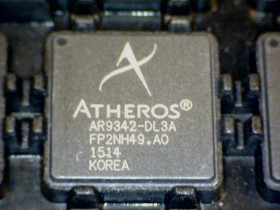 ATHEROS®
AR9342-DL3A
FP2NH49.A0
1514
KOREA